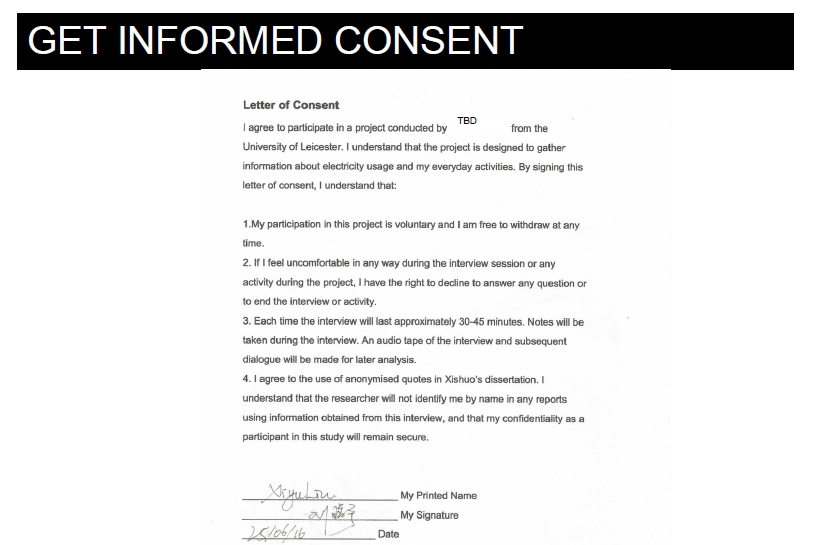 GET INFORMED CONSENT
Letter of Consent
I agree to participate in a project conducted by TBD from the
University of Leicester. I understand that the project is designed to gather
information about electricity usage and my everyday activities. By signing this
letter of consent, I understand that:
1.My participation in this project is voluntary and I am free to withdraw at any
time.
2. If I feel uncomfortable in any way during the interview session or any
activity during the project, I have the right to decline to answer any question or
to end the interview or activity.
3. Each time the interview will last approximately 30-45 minutes. Notes will be
taken during the interview. An audio tape of the interview and subsequent
dialogue will be made for later analysis.
4. I agree to the use of anonymised quotes in Xishuo's dissertation. I
understand that the researcher will not identify me by name in any reports
using information obtained from this interview, and that my confidentiality as a
participant in this study will remain secure.
My Printed Name
My Signature
25/06/16 Date